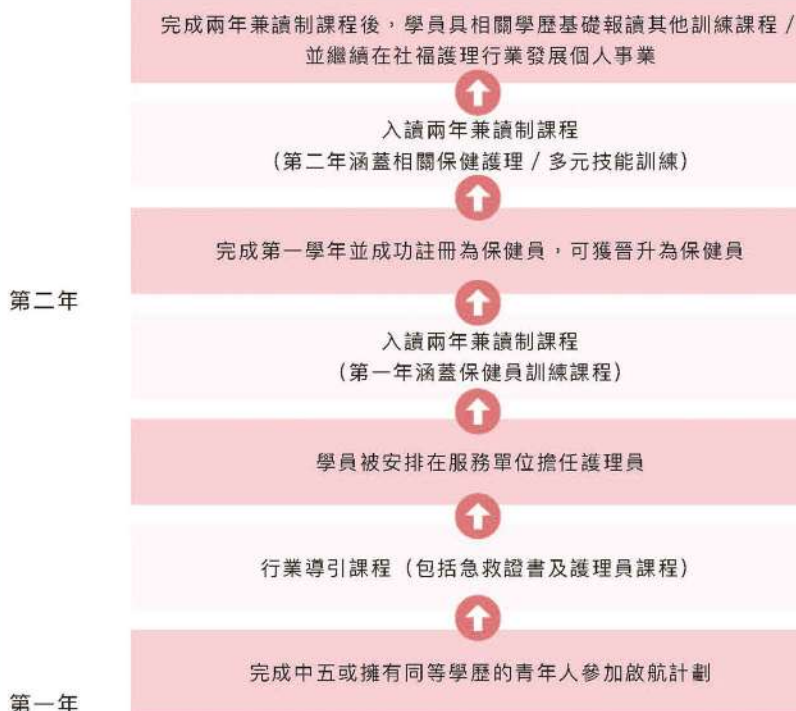 完成兩年兼讀制課程後，學員具相關學歷基礎報讀其他訓練課程 /
並繼續在社福護理行業發展個人事業
入讀兩年兼讀制課程
（第二年涵蓋相關保健護理 / 多元技能訓練）
完成第一學年並成功註冊為保健員，可獲晉升為保健員
第二年
入讀兩年兼讀制課程
（第一年涵蓋保健員訓練課程）
學員被安排在服務單位擔任護理員
行業導引課程（包括急救證書及護理員課程）
完成中五或擁有同等學歷的青年人參加啟航計劃
第一年